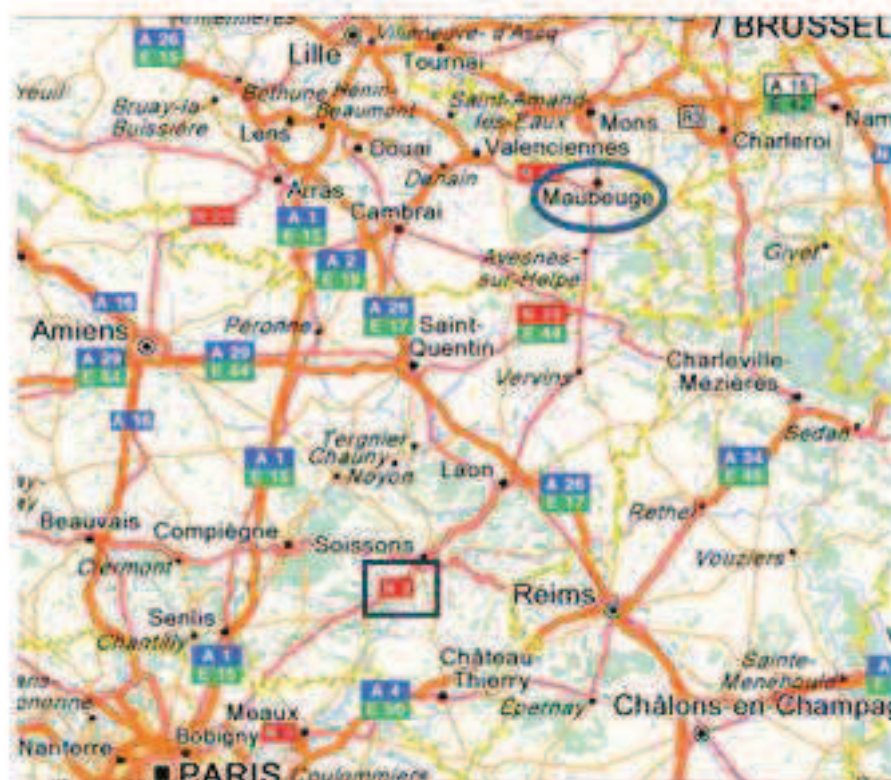 / BRUSSEL
A 26
E 15
Lille
Villeneuve-d'Ascq
Tournai
A 15
E 42
Béthune
Hénin-
Beaumont
Bruay-la-
Buissière
Saint-Amand-
les-Eaux
Mons
R3
Nam
Lens
Charleroi
Douai
Valenciennes
Denain
Arras
Maubeuge
A 1
E 15
Cambrai
Avesnes-
sur-Helpe
Givet
A 2
E 19
A 16
A 26
E 17
Amiens
Péronne
Saint-
Quentin
A 29
E 44
A 29
E 44
Charleville-
Mézières
Vervins
A 16
Sedan
Tergnier
Chauny
Noyon
A 1
E 15
Laon
A 26
E 17
A 34
E 46
Rethel
Beauvais
Compiègne
Soissons
Vouziers
Clermont
Reims
Senlis
Chantilly
A 1
E 15
Château-
Thierry
Sainte-
Menehould
A 4
E 50
Meaux
Epernay
Châlons-en-Champag
Nanterre
Bobigny
PARIS
Coulommiers